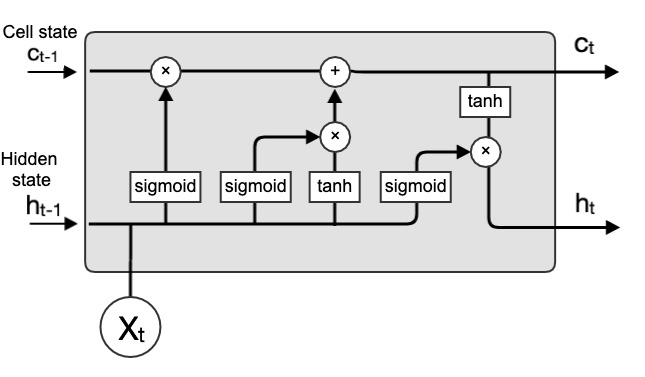 Cell state
Ct-1
Ct
×
+
tanh
×
×
Hidden
state
ht-1
sigmoid
sigmoid
tanh
sigmoid
ht
Xt